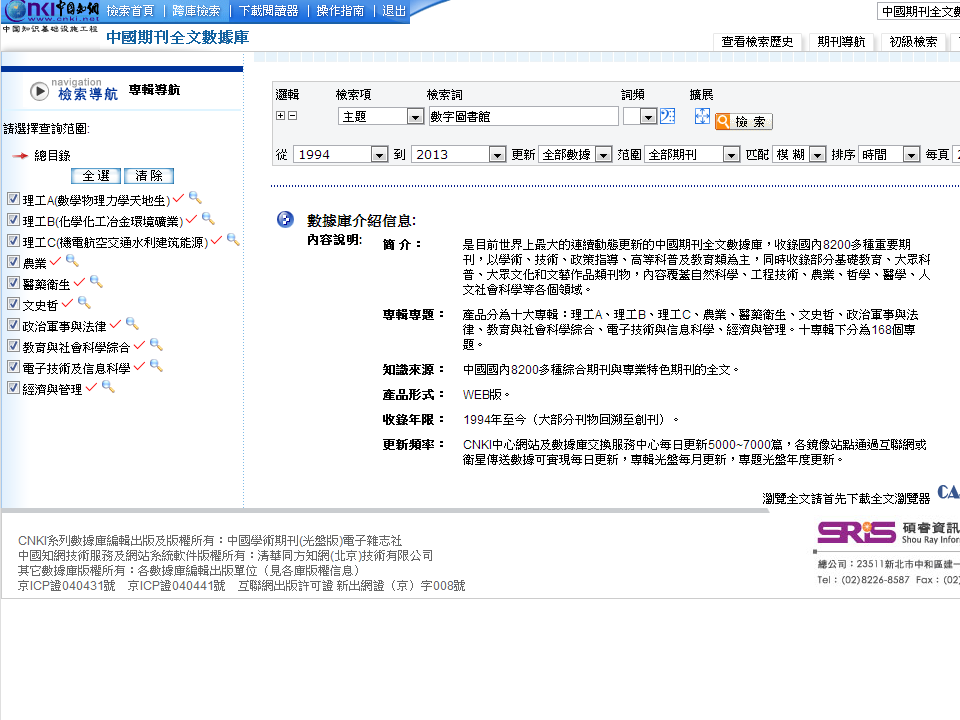 CNKI中国知网 檢索首頁 | 跨庫檢索 | 下載閱讀器 | 操作指南 | 退出
www.cnki.net
中国知识基础设施工程
中國期刊全文數據庫
中國期刊全文
查看檢索歷史 期刊導航 初級檢索
navigation
檢索導航 專輯導航
請選擇查詢范圍:
總目錄
全選 清除
理工A(數學物理力學天地生)
理工B(化學化工冶金環境礦業)
理工C(機電航空交通水利建筑能源)
農業
醫藥衛生
文史哲
政治軍事與法律
教育與社會科學綜合
電子技術及信息科學
經濟與管理
邏輯 檢索項 檢索詞 詞頻 擴展
主題 數字圖書館 檢索
從 1994 到 2013 更新 全部數據 范圍 全部期刊 匹配 模糊 排序 時間 每頁 2
數據庫介紹信息:
內容說明:
簡 介：
是目前世界上最大的連續動態更新的中國期刊全文數據庫，收錄國內8200多種重要期
刊，以學術、技術、政策指導、高等科普及教育類為主，同時收錄部分基礎教育、大眾科
普、大眾文化和文藝作品類刊物，內容覆蓋自然科學、工程技術、農業、哲學、醫學、人
文社會科學等各個領域。
專輯專題：
產品分為十大專輯：理工A、理工B、理工C、農業、醫藥衛生、文史哲、政治軍事與法
律、教育與社會科學綜合、電子技術與信息科學、經濟與管理。十專輯下分為168個專
題。
知識來源： 中國國內8200多種綜合期刊與專業特色期刊的全文。
產品形式： WEB版。
收錄年限： 1994年至今（大部分刊物回溯至創刊）。
更新頻率：
CNKI中心網站及數據庫交換服務中心每日更新5000~7000篇，各鏡像站點通過互聯網或
衛星傳送數據可實現每日更新，專輯光盤每月更新，專題光盤年度更新。
瀏覽全文請首先下載全文瀏覽器 CA
CNKI系列數據庫編輯出版及版權所有：中國學術期刊(光盤版)電子雜志社
中國知網技術服務及網站系統軟件版權所有：清華同方知網(北京)技術有限公司
其它數據庫版權所有：各數據庫編輯出版單位（見各庫版權信息）
京ICP證040431號 京ICP證040441號 互聯網出版許可證 新出網證（京）字008號
SRIS 碩睿資訊
Shou Ray Infor
總公司：23511新北市中和區建一
Tel：(02)8226-8587 Fax：(02)